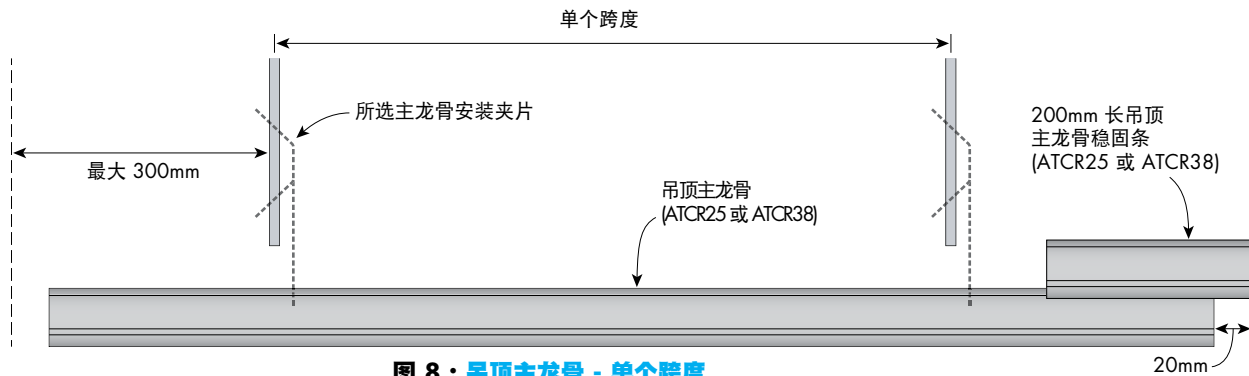 单个跨度
所选主龙骨安装夹片
最大 300mm
200mm 长吊顶
主龙骨稳固条
(ATCR25 或 ATCR38)
吊顶主龙骨
(ATCR25 或 ATCR38)
20mm
图 8・吊顶主龙骨 - 单个跨度